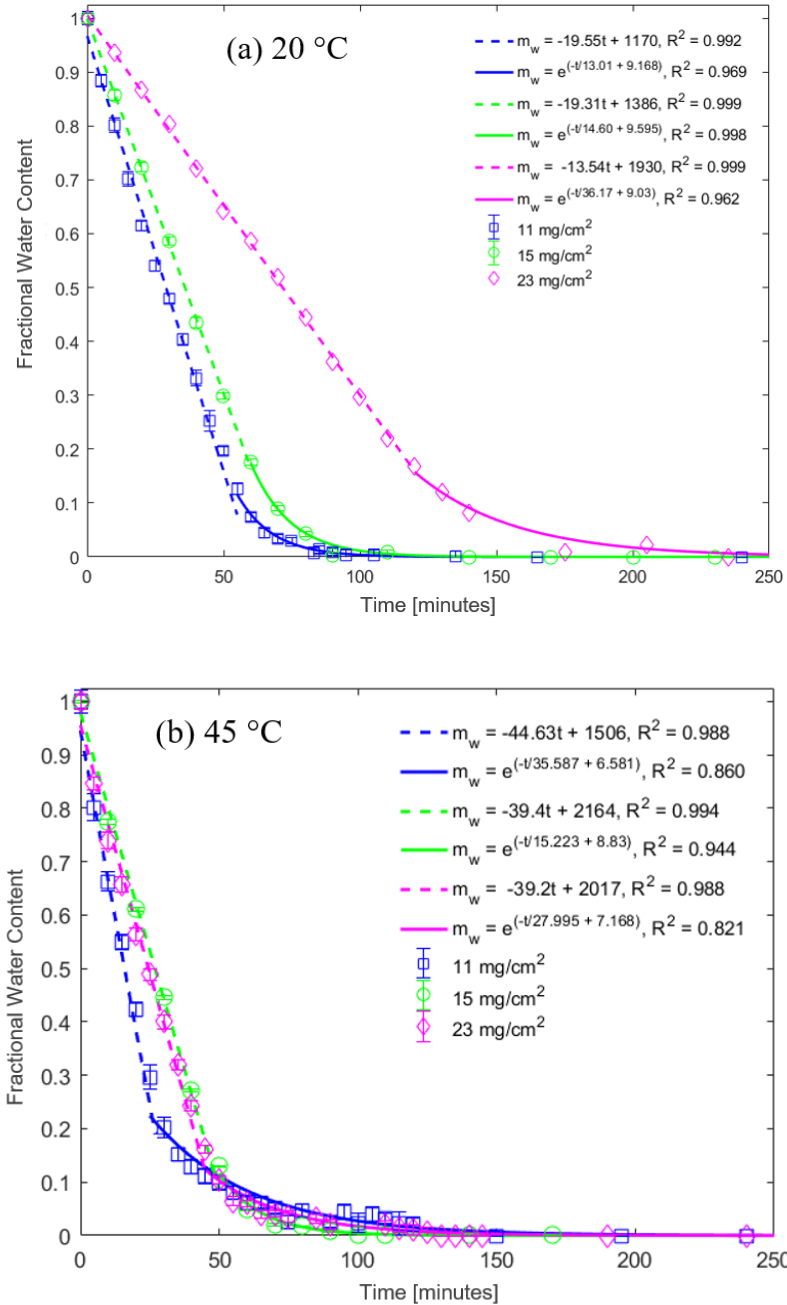 (a) 20 °C
m_w = -19.55t + 1170, R² = 0.992
m_w = e^(-t/13.01 + 9.168), R² = 0.969
m_w = -19.31t + 1386, R² = 0.999
m_w = e^(-t/14.60 + 9.595), R² = 0.998
m_w = -13.54t + 1930, R² = 0.999
m_w = e^(-t/36.17 + 9.03), R² = 0.962
11 mg/cm²
15 mg/cm²
23 mg/cm²
Fractional Water Content
1
0.9
0.8
0.7
0.6
0.5
0.4
0.3
0.2
0.1
0
0 50 100 150 200 250
Time [minutes]
(b) 45 °C
m_w = -44.63t + 1506, R² = 0.988
m_w = e^(-t/35.587 + 6.581), R² = 0.860
m_w = -39.4t + 2164, R² = 0.994
m_w = e^(-t/15.223 + 8.83), R² = 0.944
m_w = -39.2t + 2017, R² = 0.988
m_w = e^(-t/27.995 + 7.168), R² = 0.821
11 mg/cm²
15 mg/cm²
23 mg/cm²
Fractional Water Content
1
0.9
0.8
0.7
0.6
0.5
0.4
0.3
0.2
0.1
0
0 50 100 150 200 250
Time [minutes]